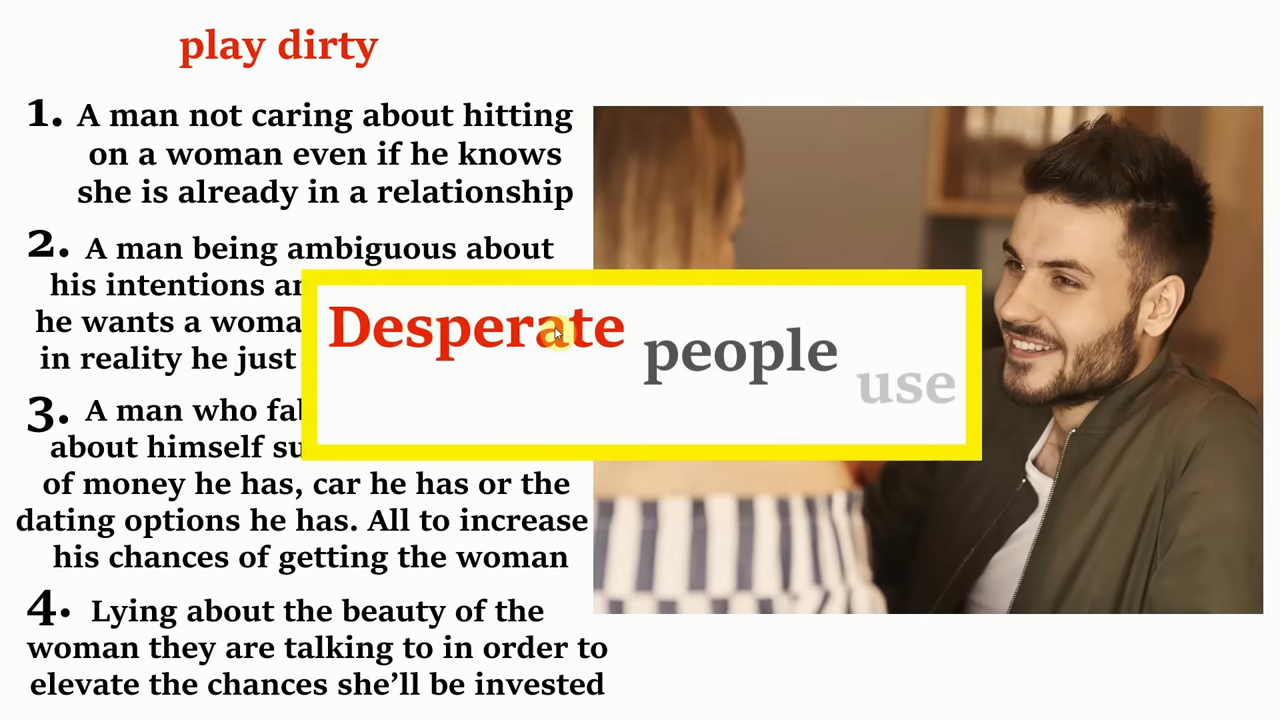 play dirty
1. A man not caring about hitting
on a woman even if he knows
she is already in a relationship
2. A man being ambiguous about
his intentions
he wants a
in reality he just
3. A man who
about himself
of money he has, car he has or the
dating options he has. All to increase
his chances of getting the woman
4. Lying about the beauty of the
woman they are talking to in order to
elevate the chances she’ll be invested
Desperate people use